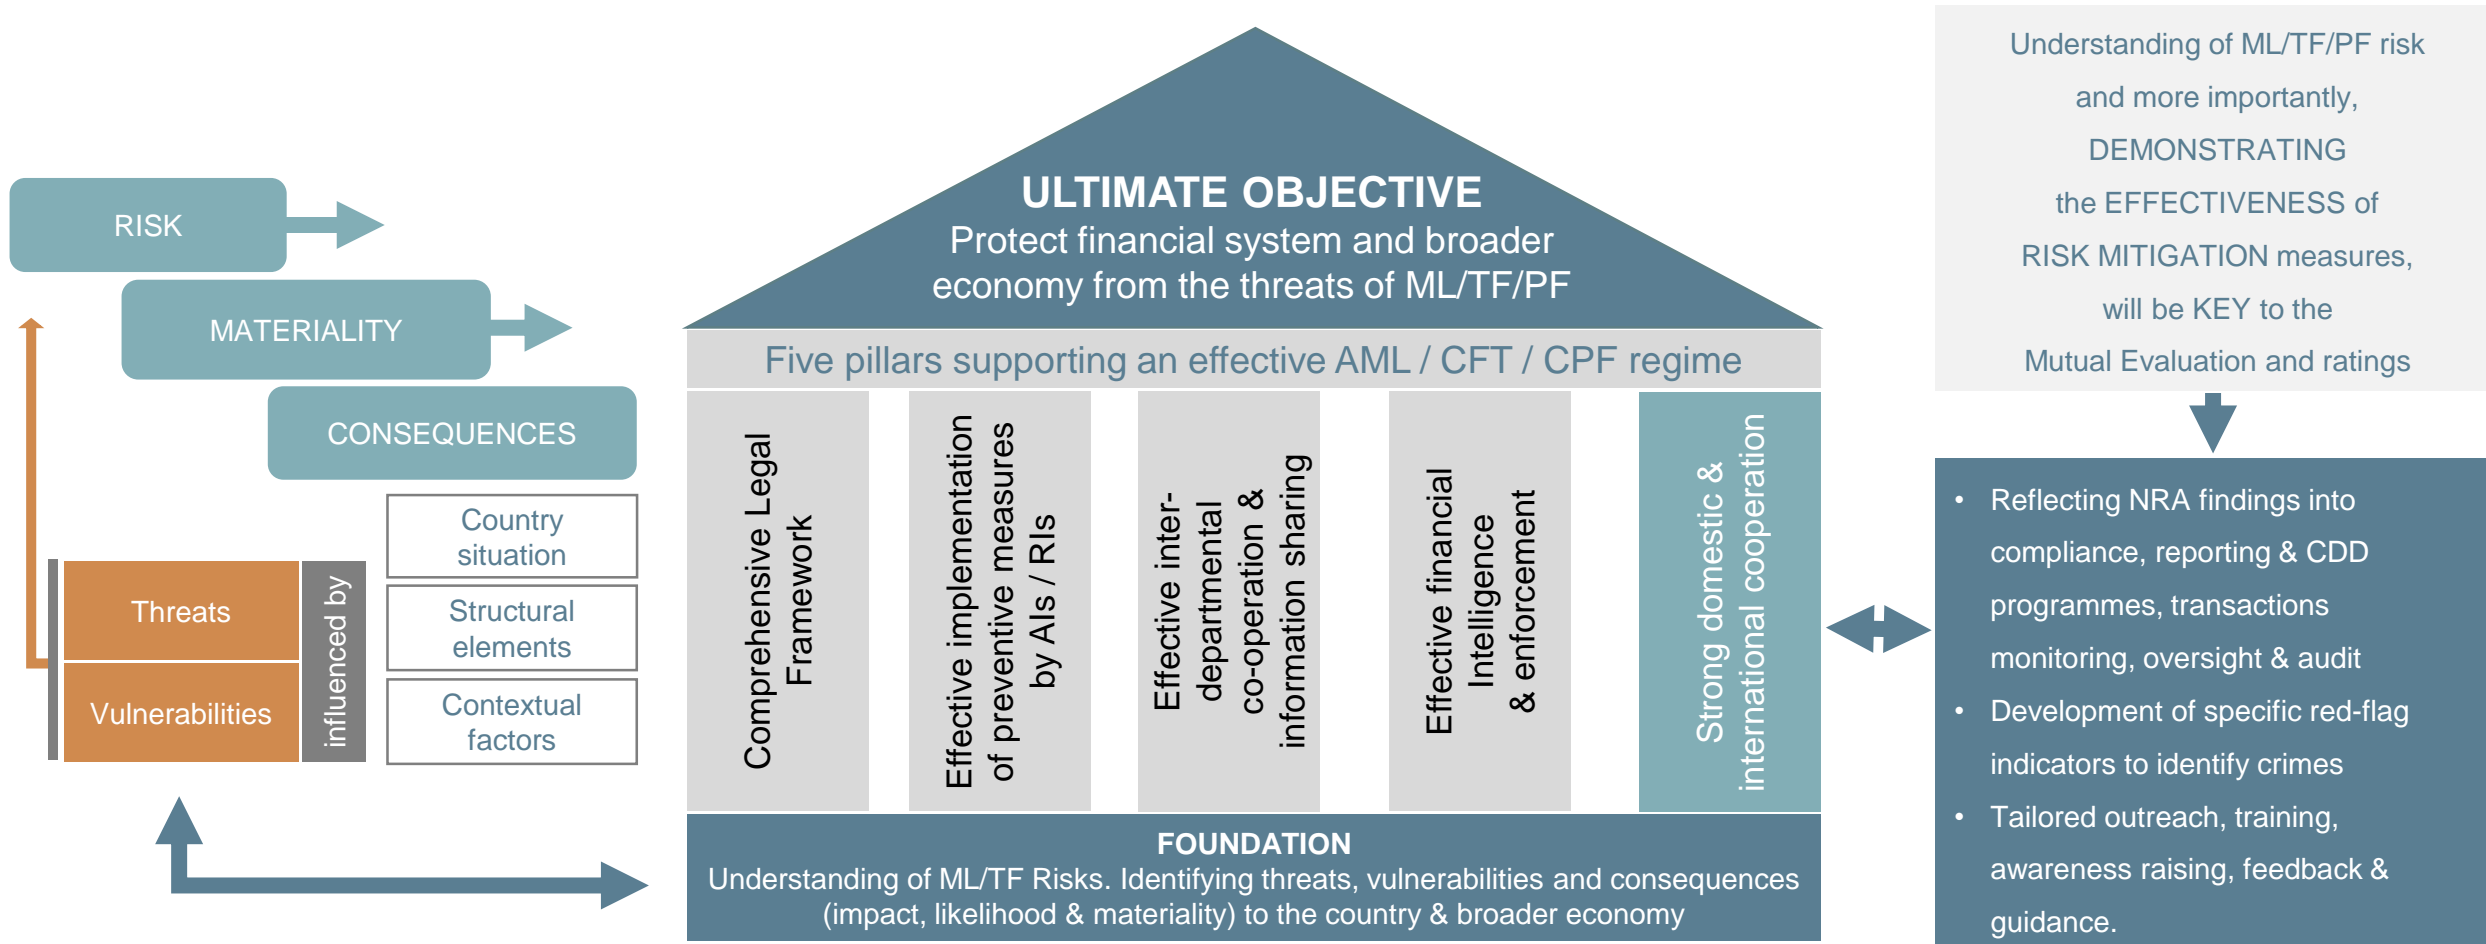 RISK
MATERIALITY
CONSEQUENCES
Threats
Vulnerabilities
influenced by
Country
situation
Structural
elements
Contextual
factors
ULTIMATE OBJECTIVE
Protect financial system and broader
economy from the threats of ML/TF/PF
Five pillars supporting an effective AML / CFT / CPF regime
Comprehensive Legal
Framework
Effective implementation
of preventive measures
by AIs / RIs
Effective inter-
departmental
co-operation &
information sharing
Effective financial
Intelligence
& enforcement
Strong domestic &
international cooperation
FOUNDATION
Understanding of ML/TF Risks. Identifying threats, vulnerabilities and consequences
(impact, likelihood & materiality) to the country & broader economy
Understanding of ML/TF/PF risk
and more importantly,
DEMONSTRATING
the EFFECTIVENESS of
RISK MITIGATION measures,
will be KEY to the
Mutual Evaluation and ratings
• Reflecting NRA findings into
compliance, reporting & CDD
programmes, transactions
monitoring, oversight & audit
• Development of specific red-flag
indicators to identify crimes
• Tailored outreach, training,
awareness raising, feedback &
guidance.